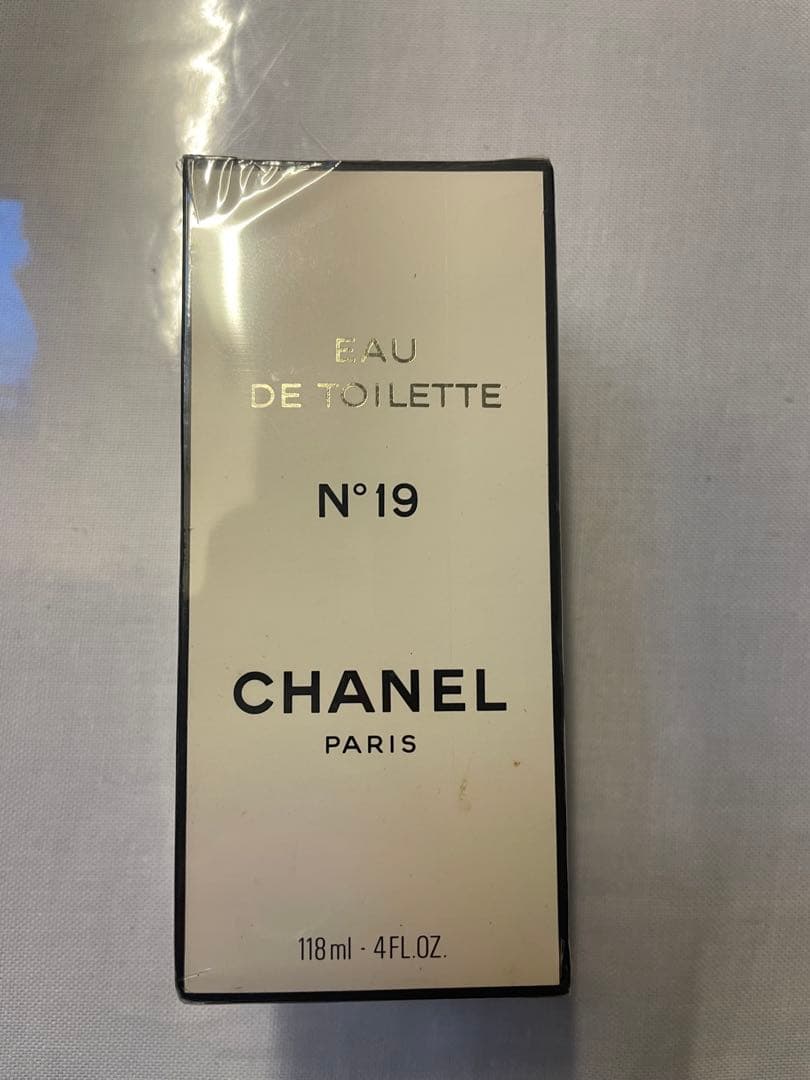 EAU
DE TOILETTE
N°19
CHANEL
PARIS
118 ml - 4 FL.OZ.